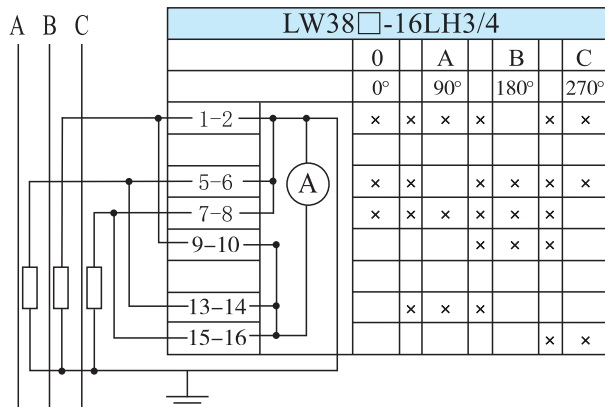 A B C
LW38□-16LH3/4
0 A B C
0° 90° 180° 270°
1-2 × × × × × ×
5-6 × × × × × ×
A
7-8 × × × × × ×
9-10 × × ×
13-14 × × ×
15-16 × ×